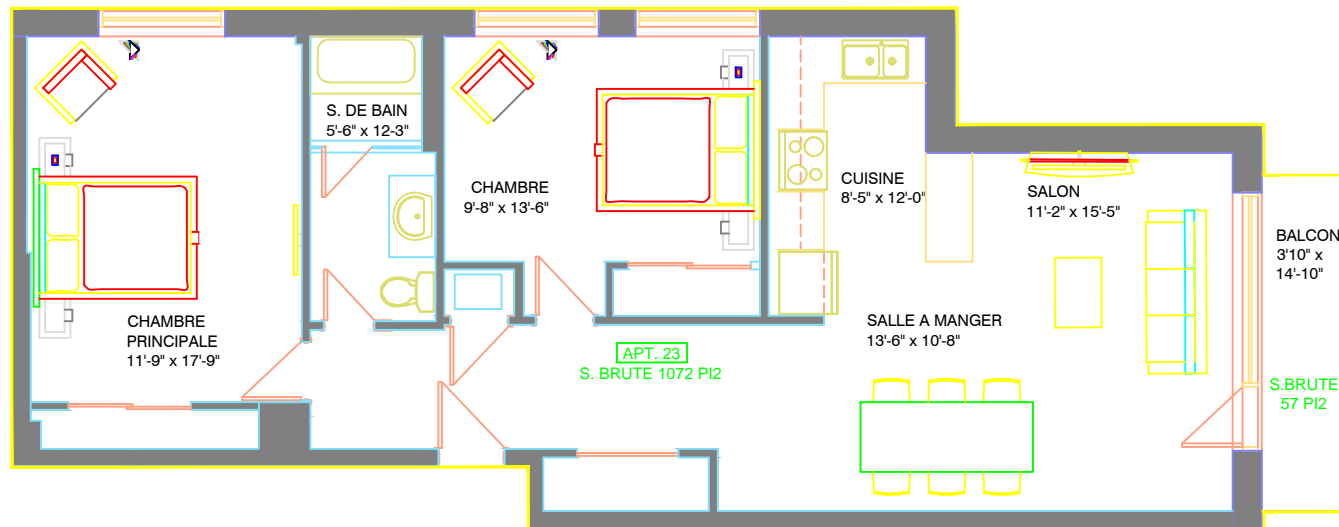 S. DE BAIN
5'-6" x 12-3"
CHAMBRE
9'-8" x 13'-6"
CUISINE
8'-5" x 12'-0"
SALON
11'-2" x 15'-5"
BALCON
3'10" x
14'-10"
CHAMBRE
PRINCIPALE
11'-9" x 17'-9"
SALLE A MANGER
13'-6" x 10'-8"
APT. 23
S. BRUTE 1072 PI2
S.BRUTE
57 PI2